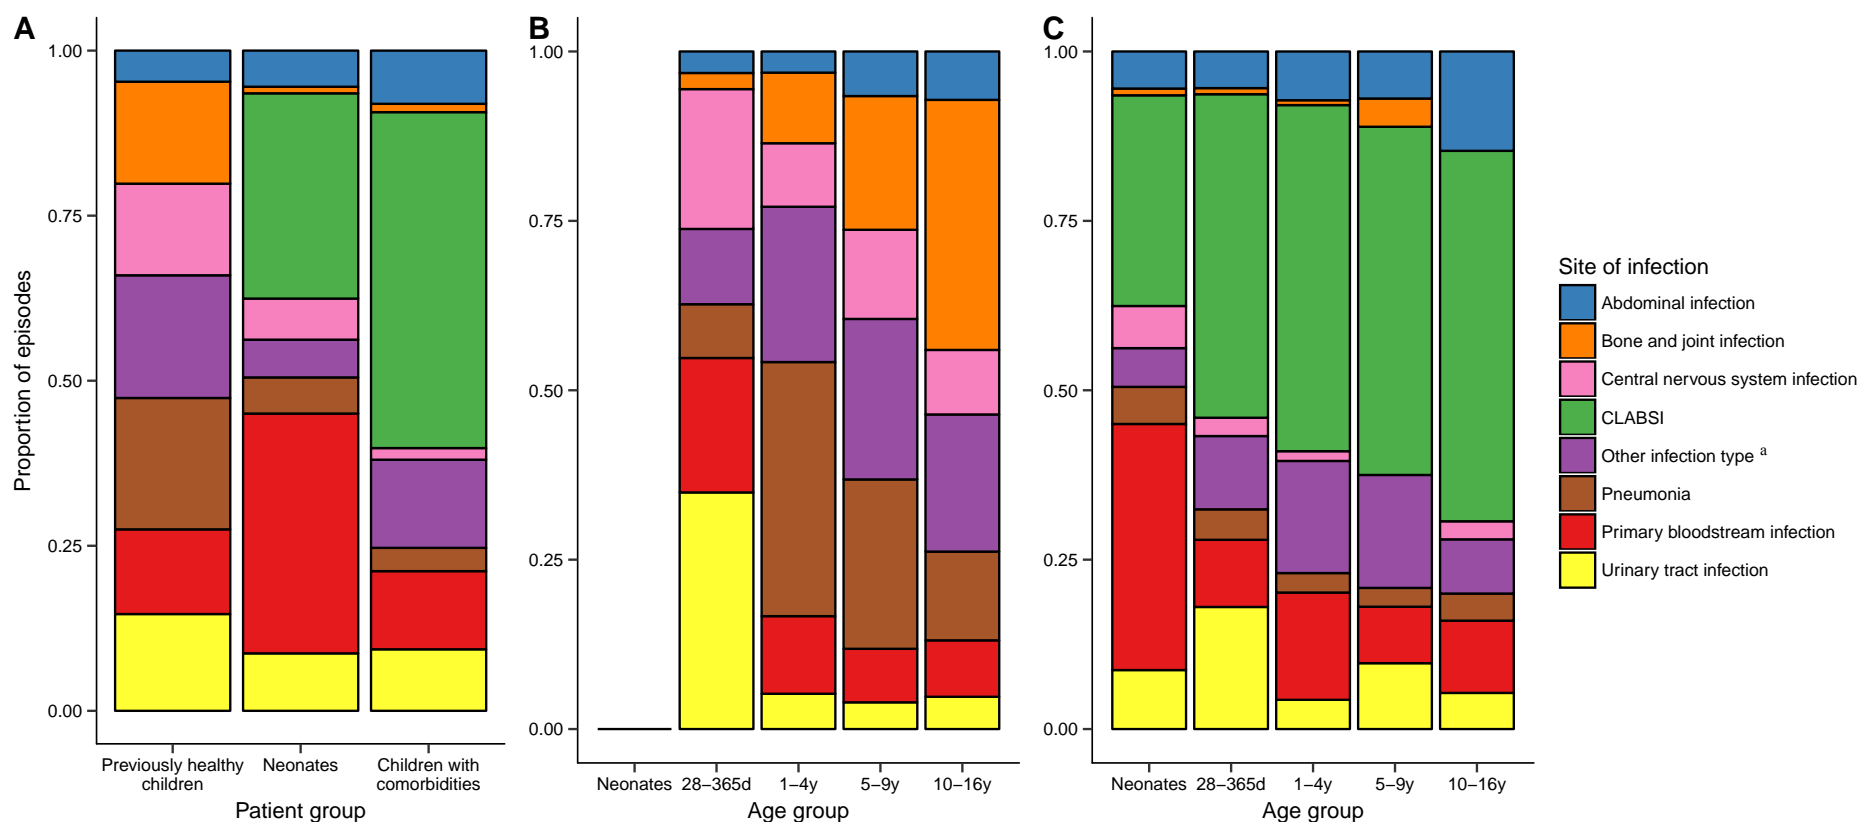 A
Proportion of episodes
1.00
0.75
0.50
0.25
0.00
Previously healthy
children
Neonates
Children with
comorbidities
Patient group
B
1.00
0.75
0.50
0.25
0.00
Neonates
28−365d
1−4y
5−9y
10−16y
Age group
C
1.00
0.75
0.50
0.25
0.00
Neonates
28−365d
1−4y
5−9y
10−16y
Age group
Site of infection
Abdominal infection
Bone and joint infection
Central nervous system infection
CLABSI
Other infection type a
Pneumonia
Primary bloodstream infection
Urinary tract infection